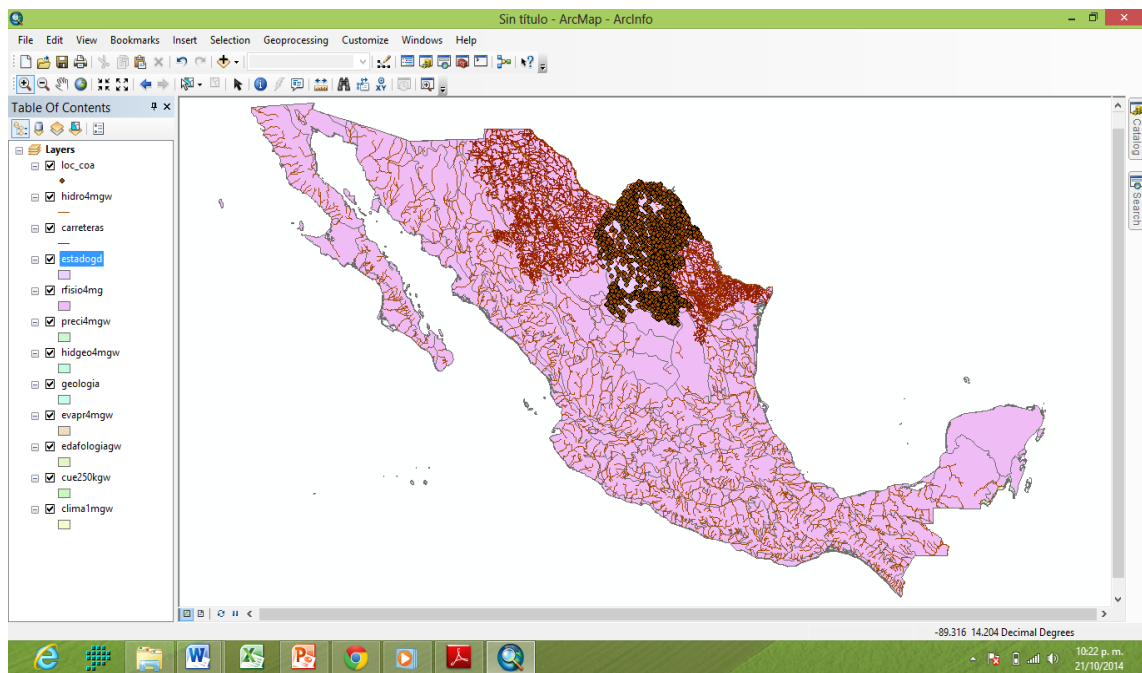 Sin título - ArcMap - ArcInfo
File Edit View Bookmarks Insert Selection Geoprocessing Customize Windows Help
Table Of Contents
Layers
loc_coa
hidro4mgw
carreteras
estadogd
rfisio4mg
preci4mgw
hidgeo4mgw
geologia
evapr4mgw
edafologiagw
cue250kgw
clima1mgw
Catalog
Search
-89.316 14.204 Decimal Degrees
10:22 p. m.
21/10/2014